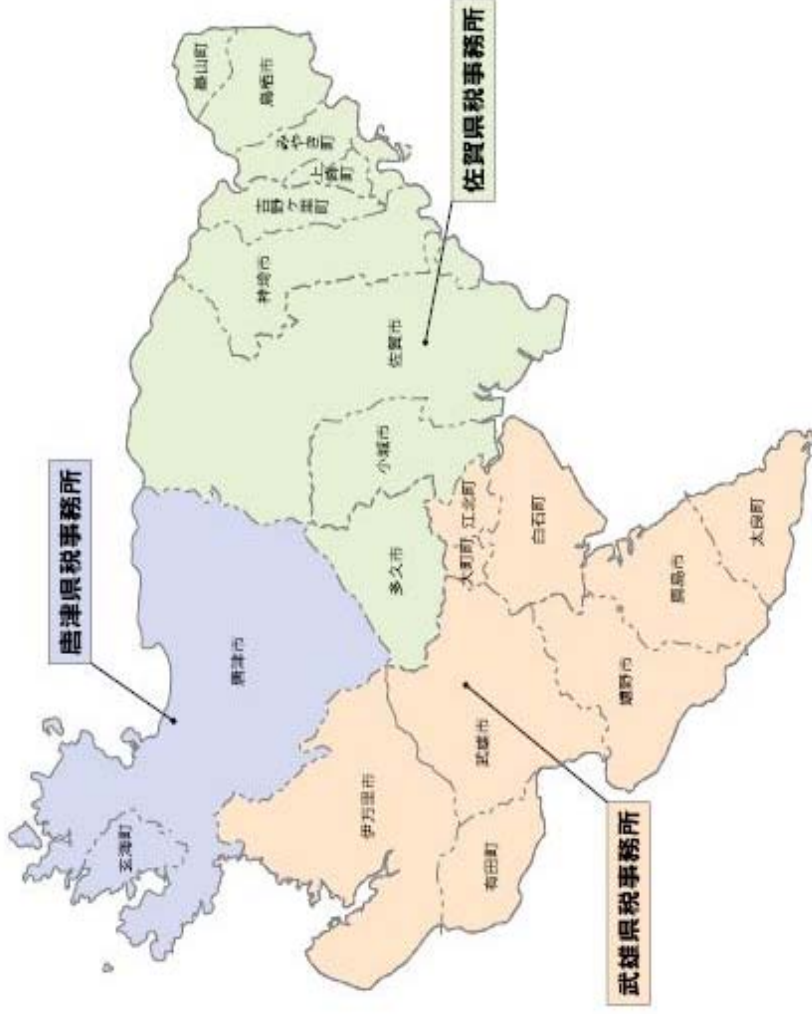 唐津県税事務所
佐賀県税事務所
武雄県税事務所
玄海町
唐津市
伊万里市
有田町
武雄市
嬉野市
鹿島市
太良町
白石町
大町町
江北町
多久市
小城市
佐賀市
神埼市
吉野ヶ里町
上峰町
みやき町
鳥栖市
基山町